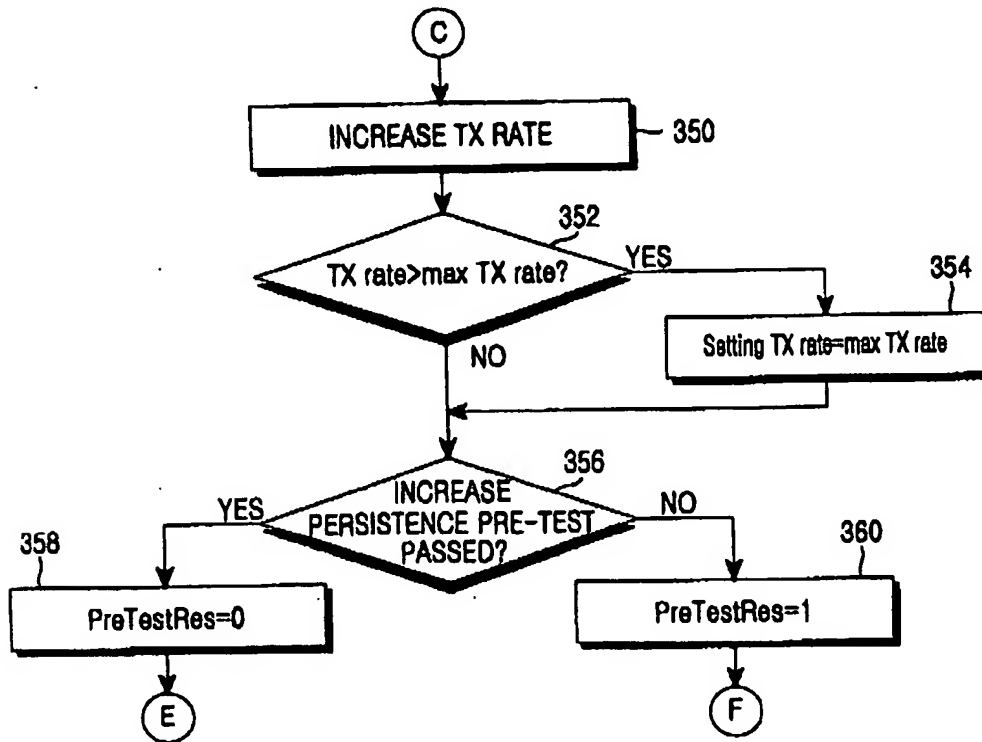 C
INCREASE TX RATE
350
352
TX rate>max TX rate?
YES
354
Setting TX rate=max TX rate
NO
356
YES
INCREASE
PERSISTENCE PRE-TEST
PASSED?
NO
358
PreTestRes=0
360
PreTestRes=1
E
F